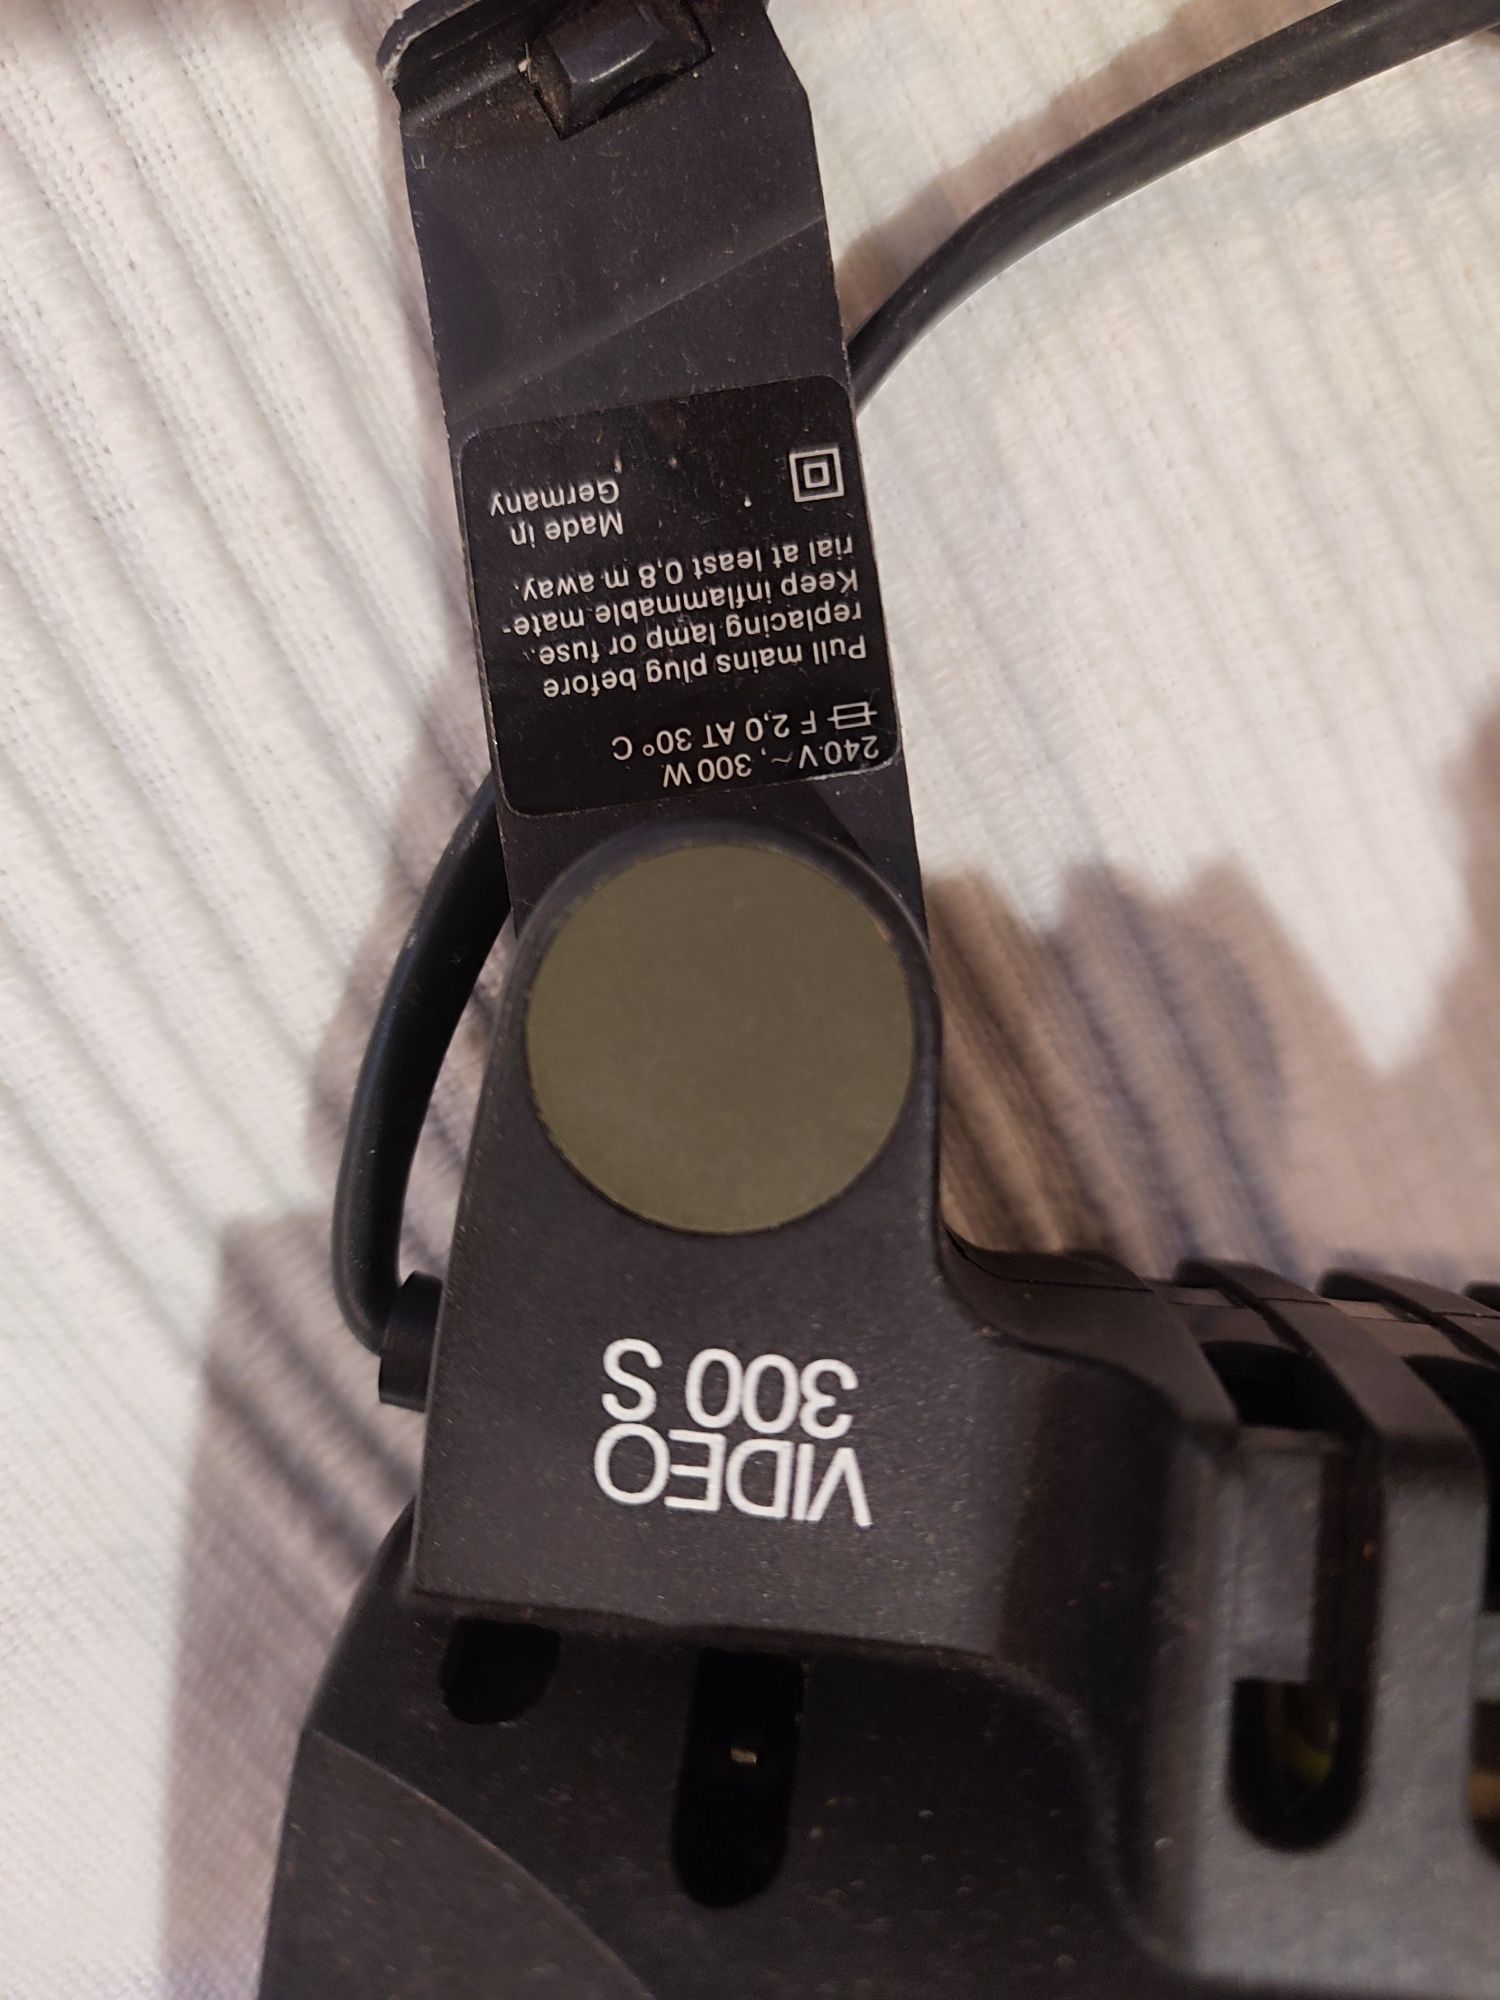 VIDEO
300 S
240 V ~, 300 W
F 2,0 AT 30° C
Pull mains plug before
replacing lamp or fuse.
Keep inflammable mate-
rial at least 0,8 m away.
Made in
Germany